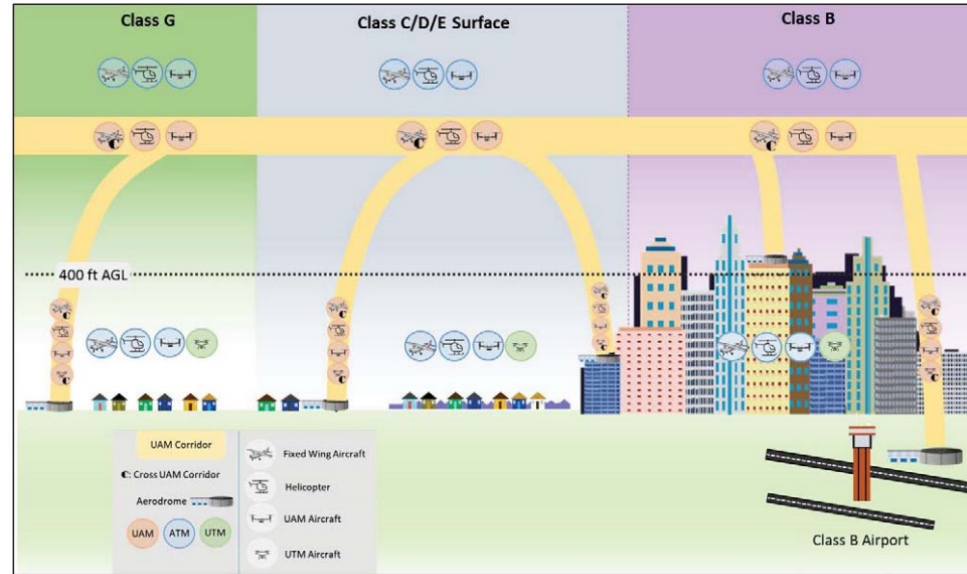 Class G
Class C/D/E Surface
Class B
C
C
C
400 ft AGL
C
C
C
C
C
C
C
C
UAM Corridor
C: Cross UAM Corridor
Aerodrome
UAM
ATM
UTM
Fixed Wing Aircraft
Helicopter
UAM Aircraft
UTM Aircraft
Class B Airport